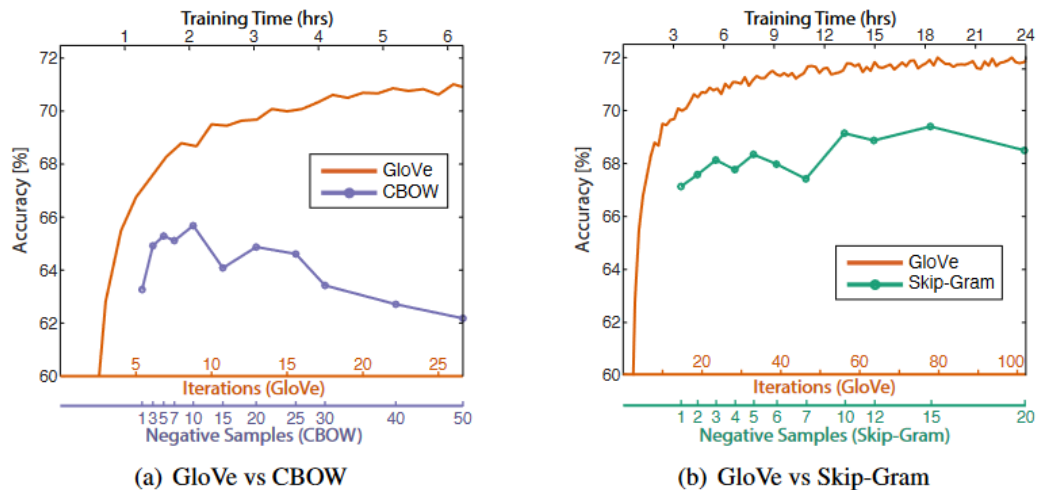 Training Time (hrs)
1 2 3 4 5 6
72
70
68
66
64
62
60
Accuracy [%]
GloVe
CBOW
5 10 15 20 25
Iterations (GloVe)
1 3 5 7 10 15 20 25 30 40 50
Negative Samples (CBOW)
(a) GloVe vs CBOW
Training Time (hrs)
3 6 9 12 15 18 21 24
72
70
68
66
64
62
60
Accuracy [%]
GloVe
Skip-Gram
20 40 60 80 100
Iterations (GloVe)
1 2 3 4 5 6 7 10 12 15 20
Negative Samples (Skip-Gram)
(b) GloVe vs Skip-Gram